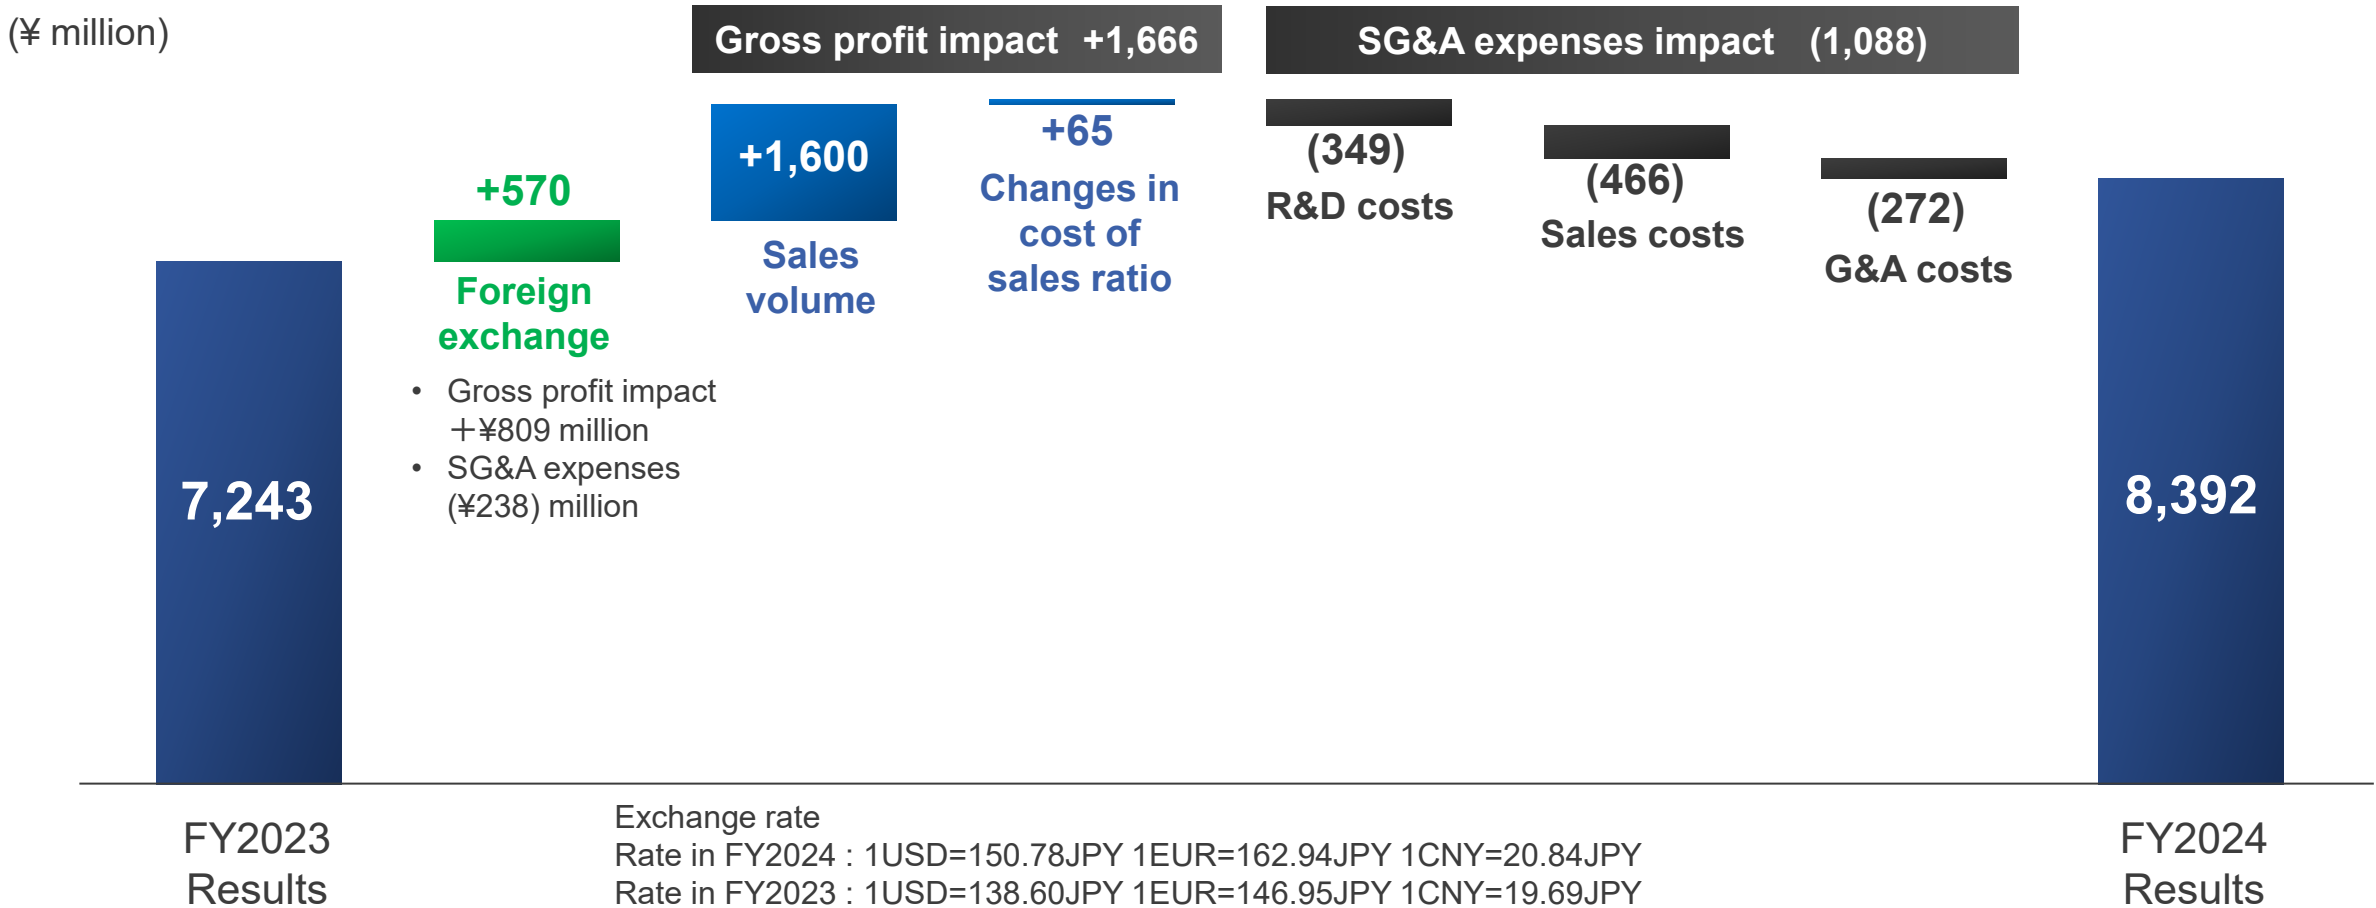 (¥ million)
Gross profit impact +1,666
SG&A expenses impact (1,088)
+570
Foreign
exchange
• Gross profit impact
＋¥809 million
• SG&A expenses
(¥238) million
+1,600
Sales
volume
+65
Changes in
cost of
sales ratio
(349)
R&D costs
(466)
Sales costs
(272)
G&A costs
7,243
8,392
FY2023
Results
Exchange rate
Rate in FY2024 : 1USD=150.78JPY 1EUR=162.94JPY 1CNY=20.84JPY
Rate in FY2023 : 1USD=138.60JPY 1EUR=146.95JPY 1CNY=19.69JPY
FY2024
Results